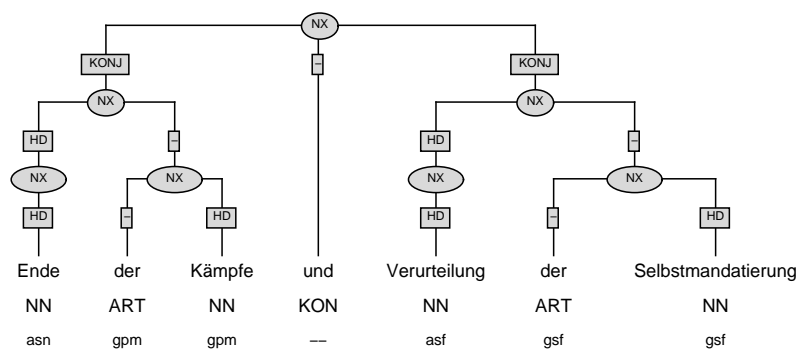 NX
KONJ – KONJ
NX NX
HD – HD –
NX NX NX NX
HD – HD HD – HD
Ende der Kämpfe und Verurteilung der Selbstmandatierung
NN ART NN KON NN ART NN
asn gpm gpm −− asf gsf gsf